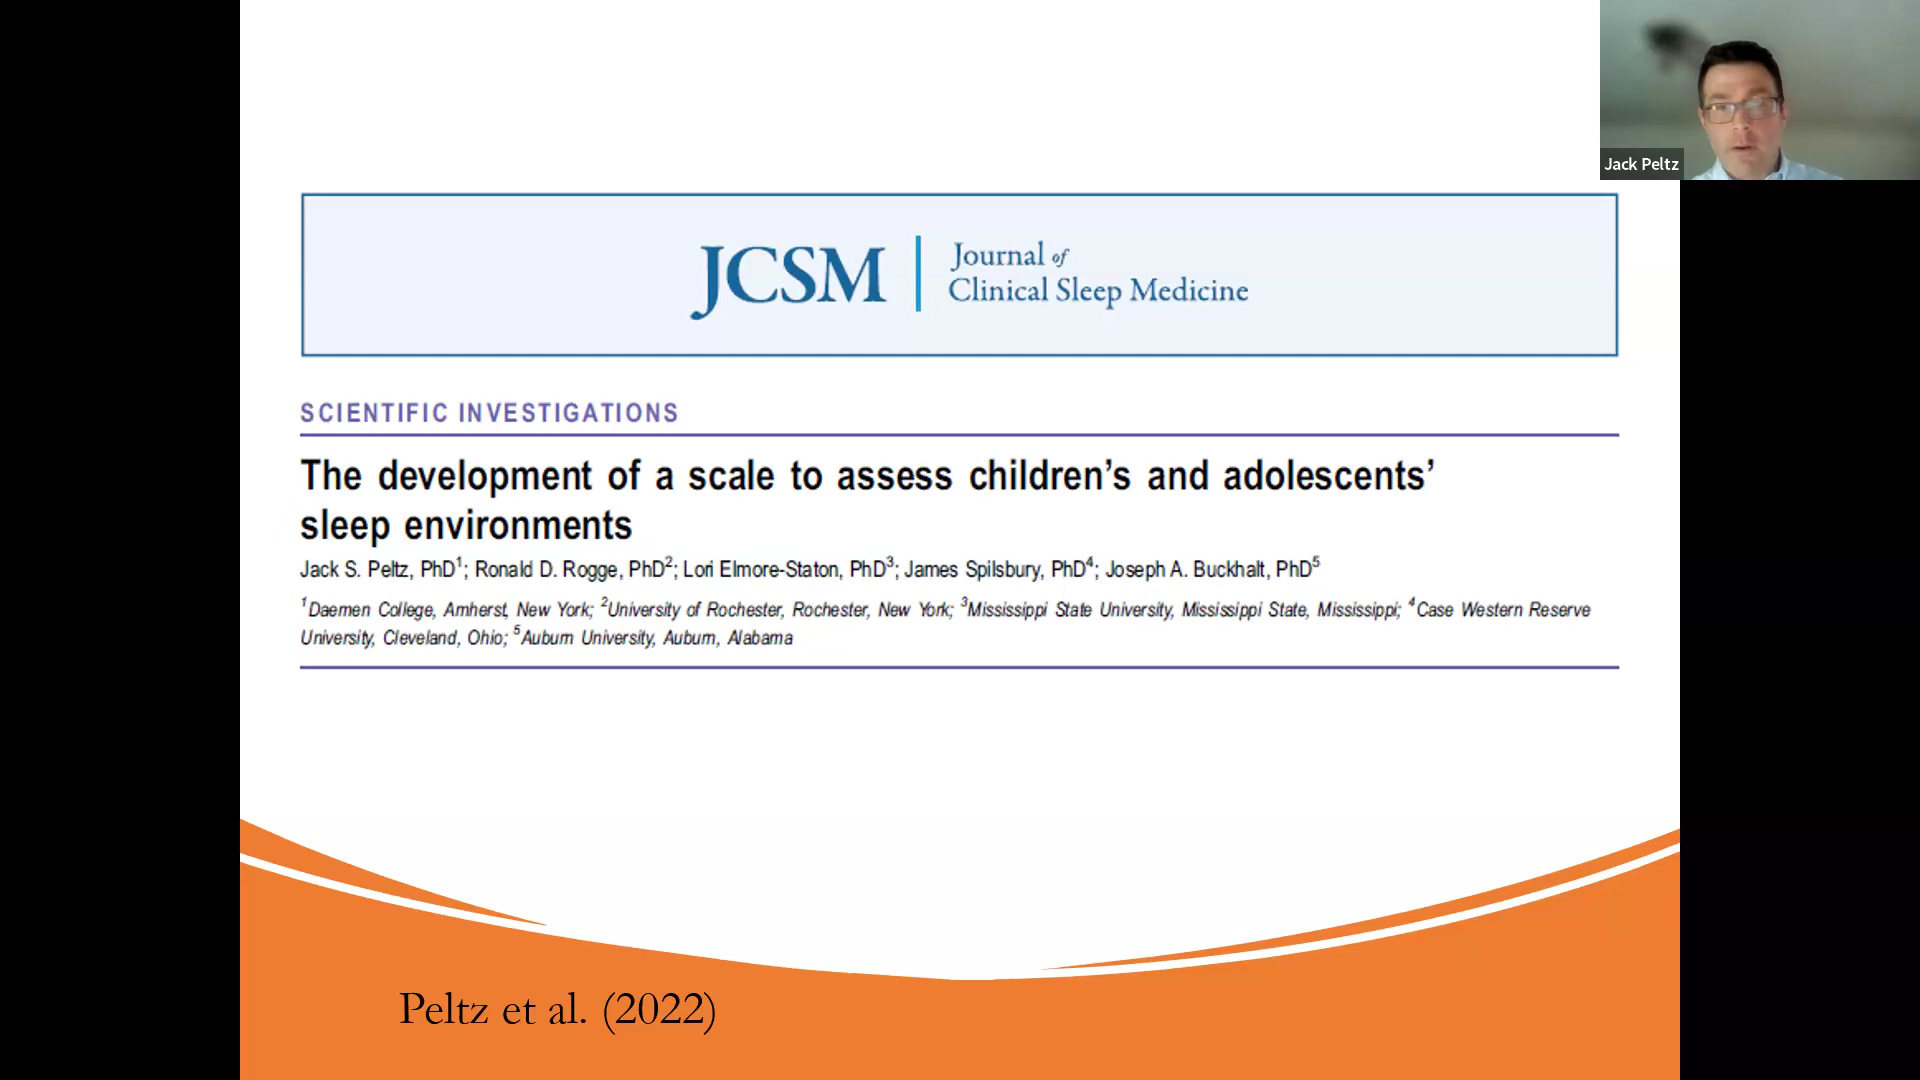 Jack Peltz
JCSM
Journal of
Clinical Sleep Medicine
SCIENTIFIC INVESTIGATIONS
The development of a scale to assess children’s and adolescents’
sleep environments
Jack S. Peltz, PhD1; Ronald D. Rogge, PhD2; Lori Elmore-Staton, PhD3; James Spilsbury, PhD4; Joseph A. Buckhalt, PhD5
1Daemen College, Amherst, New York; 2University of Rochester, Rochester, New York; 3Mississippi State University, Mississippi State, Mississippi; 4Case Western Reserve
University, Cleveland, Ohio; 5Auburn University, Auburn, Alabama
Peltz et al. (2022)